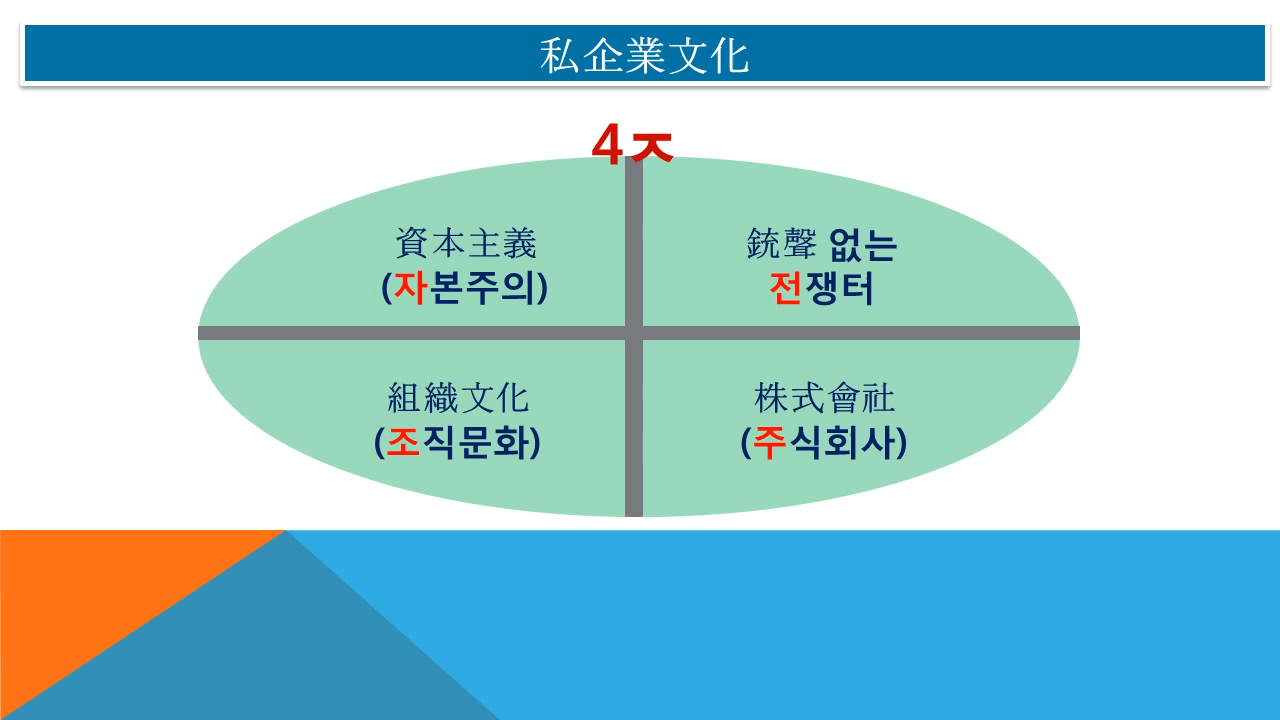 私企業文化
4ㅈ
資本主義
(자본주의)
銃聲 없는
전쟁터
組織文化
(조직문화)
株式會社
(주식회사)